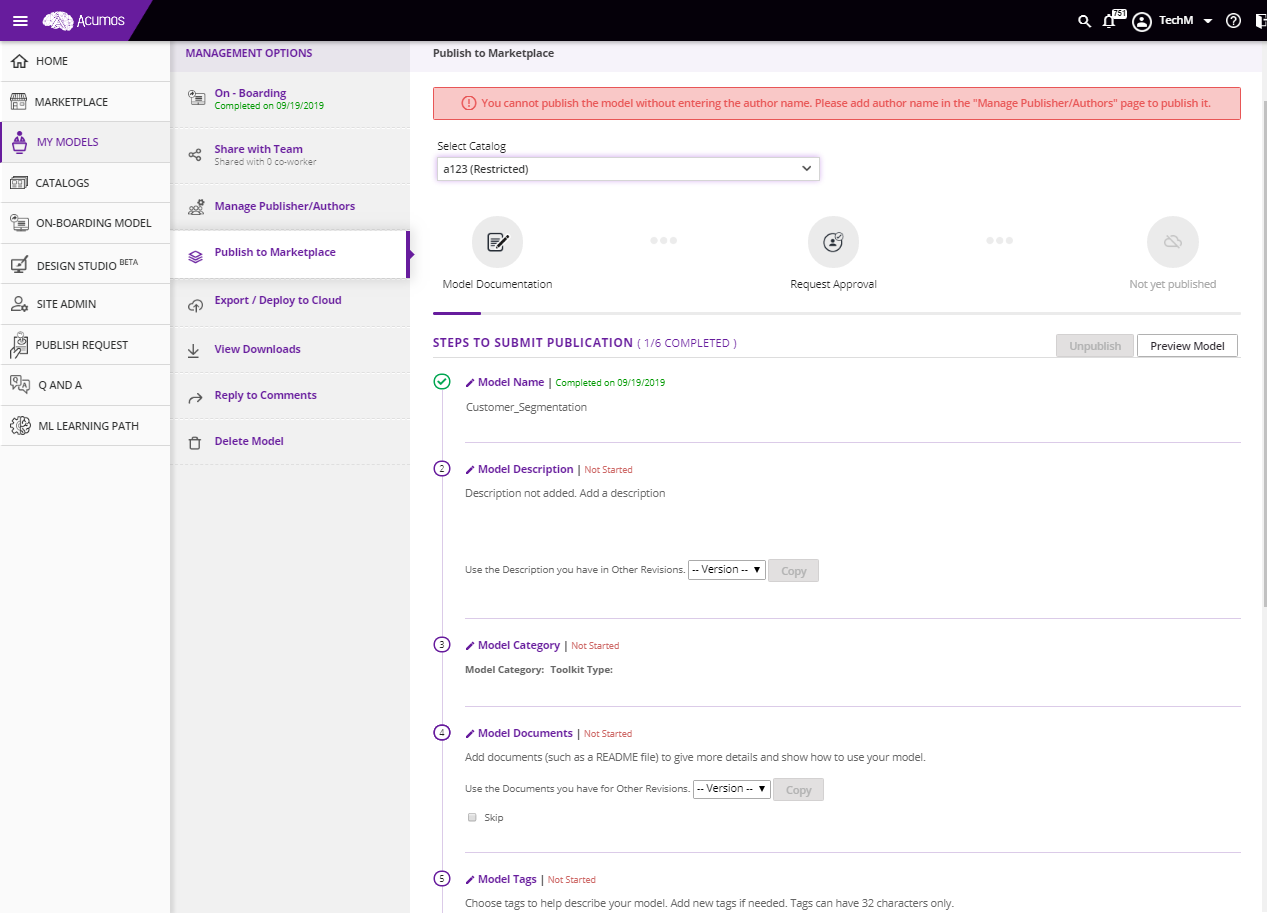 Acumos
751
TechM
HOME
MARKETPLACE
MY MODELS
CATALOGS
ON-BOARDING MODEL
DESIGN STUDIO BETA
SITE ADMIN
PUBLISH REQUEST
Q AND A
ML LEARNING PATH
MANAGEMENT OPTIONS
On - Boarding
Completed on 09/19/2019
Share with Team
Shared with 0 co-worker
Manage Publisher/Authors
Publish to Marketplace
Export / Deploy to Cloud
View Downloads
Reply to Comments
Delete Model
Publish to Marketplace
You cannot publish the model without entering the author name. Please add author name in the "Manage Publisher/Authors" page to publish it.
Select Catalog
a123 (Restricted)
Model Documentation
Request Approval
Not yet published
STEPS TO SUBMIT PUBLICATION ( 1/6 COMPLETED )
Unpublish
Preview Model
Model Name | Completed on 09/19/2019
Customer_Segmentation
2 Model Description | Not Started
Description not added. Add a description
Use the Description you have in Other Revisions. -- Version -- Copy
3 Model Category | Not Started
Model Category: Toolkit Type:
4 Model Documents | Not Started
Add documents (such as a README file) to give more details and show how to use your model.
Use the Documents you have for Other Revisions. -- Version -- Copy
Skip
5 Model Tags | Not Started
Choose tags to help describe your model. Add new tags if needed. Tags can have 32 characters only.